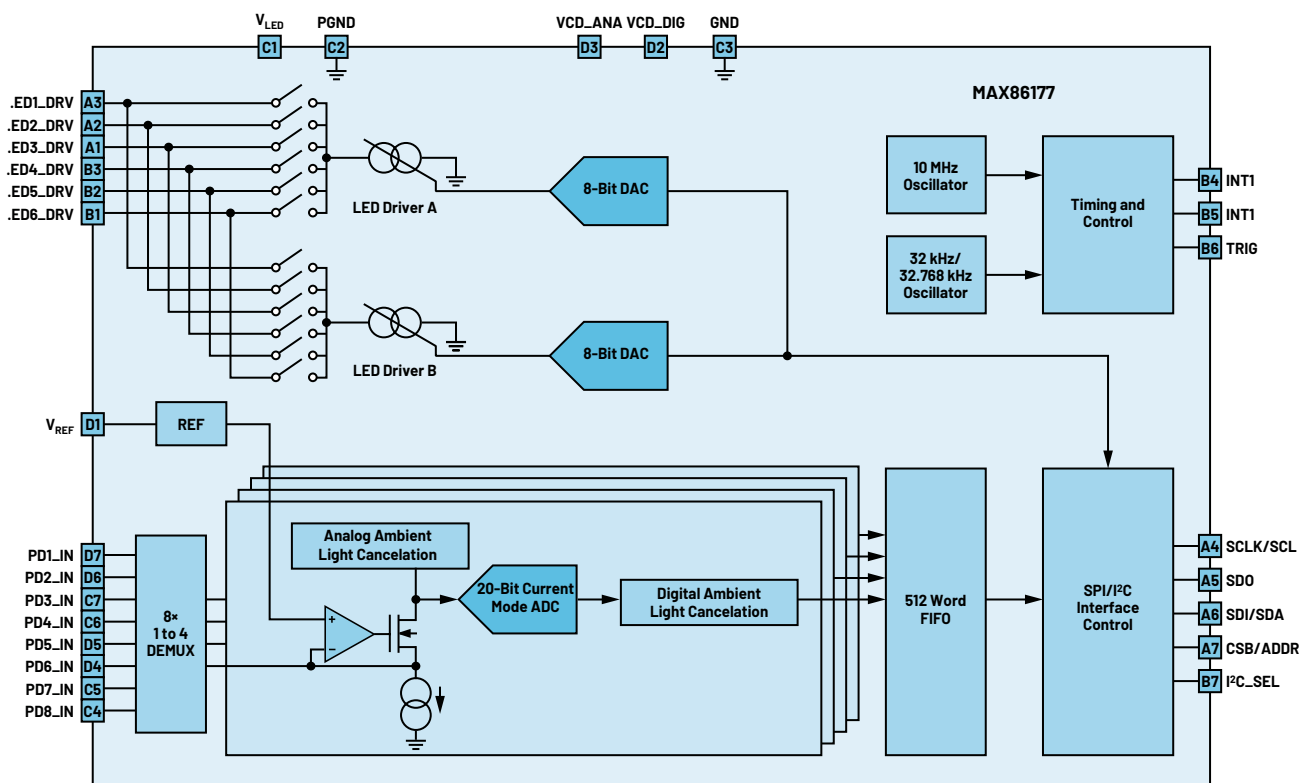 VLED
PGND
VCD_ANA VCD_DIG
GND
C1
C2
D3
D2
C3
MAX86177
.ED1_DRV A3
.ED2_DRV A2
.ED3_DRV A1
.ED4_DRV B3
.ED5_DRV B2
.ED6_DRV B1
LED Driver A
8-Bit DAC
10 MHz
Oscillator
32 kHz/
32.768 kHz
Oscillator
Timing and
Control
B4 INT1
B5 INT1
B6 TRIG
LED Driver B
8-Bit DAC
VREF D1
REF
PD1_IN D7
PD2_IN D6
PD3_IN C7
PD4_IN C6
PD5_IN D5
PD6_IN D4
PD7_IN C5
PD8_IN C4
8×
1 to 4
DEMUX
Analog Ambient
Light Cancelation
+
−
20-Bit Current
Mode ADC
Digital Ambient
Light Cancelation
512 Word
FIFO
SPI/I²C
Interface
Control
A4 SCLK/SCL
A5 SDO
A6 SDI/SDA
A7 CSB/ADDR
B7 I²C_SEL